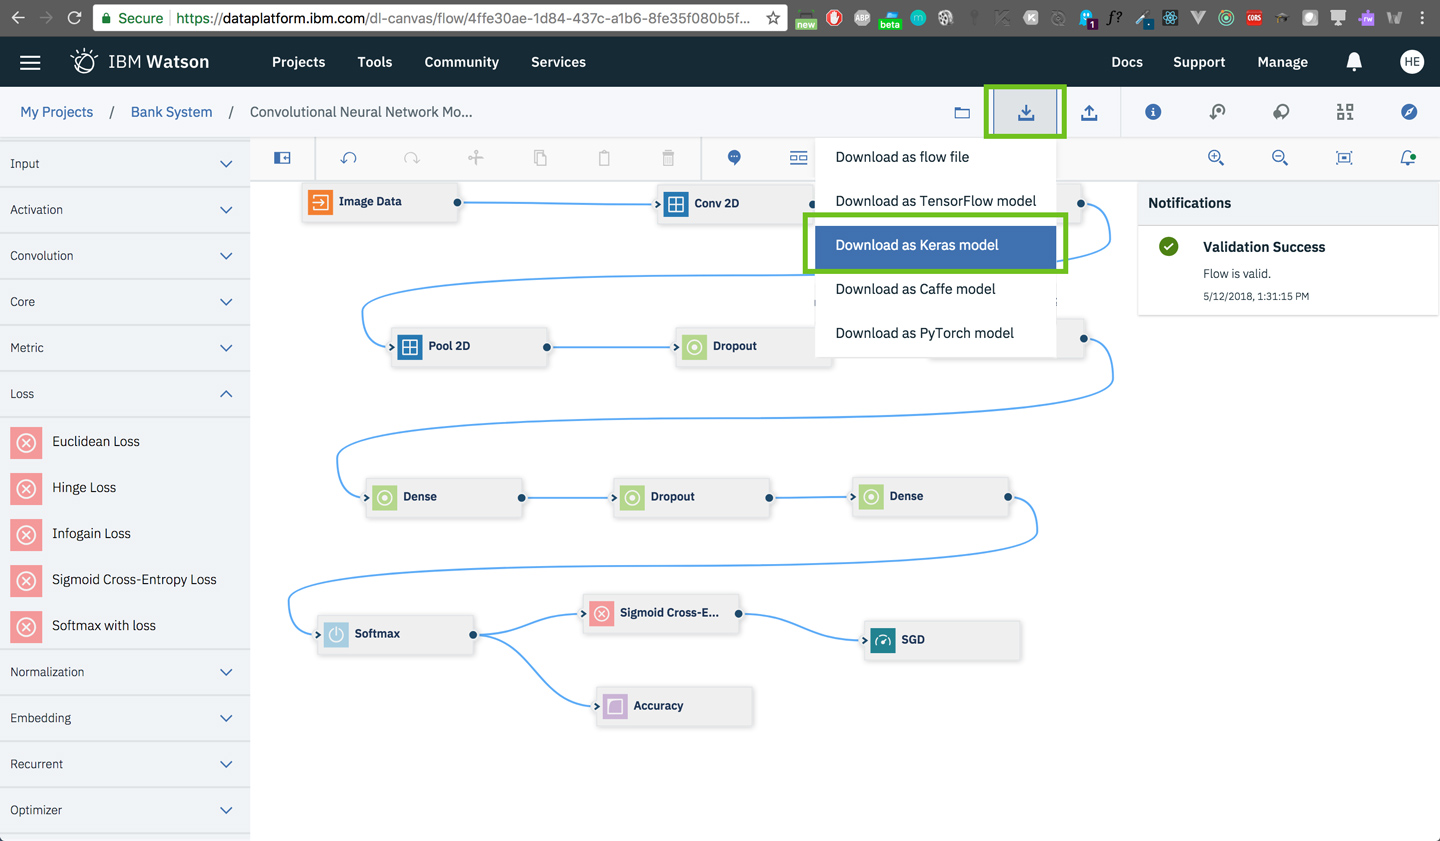 Secure
https://dataplatform.ibm.com/dl-canvas/flow/4ffe30ae-1d84-437c-a1b6-8fe35f080b5f...
new
ABP
beta
m
K
1
f?
CORS
rw
IBM Watson
Projects
Tools
Community
Services
Docs
Support
Manage
HE
My Projects / Bank System / Convolutional Neural Network Mo...
Input
Activation
Convolution
Core
Metric
Loss
Euclidean Loss
Hinge Loss
Infogain Loss
Sigmoid Cross-Entropy Loss
Softmax with loss
Normalization
Embedding
Recurrent
Optimizer
Download as flow file
Download as TensorFlow model
Download as Keras model
Download as Caffe model
Download as PyTorch model
Image Data
Conv 2D
Pool 2D
Dropout
Dense
Dropout
Dense
Softmax
Sigmoid Cross-E...
SGD
Accuracy
Notifications
Validation Success
Flow is valid.
5/12/2018, 1:31:15 PM